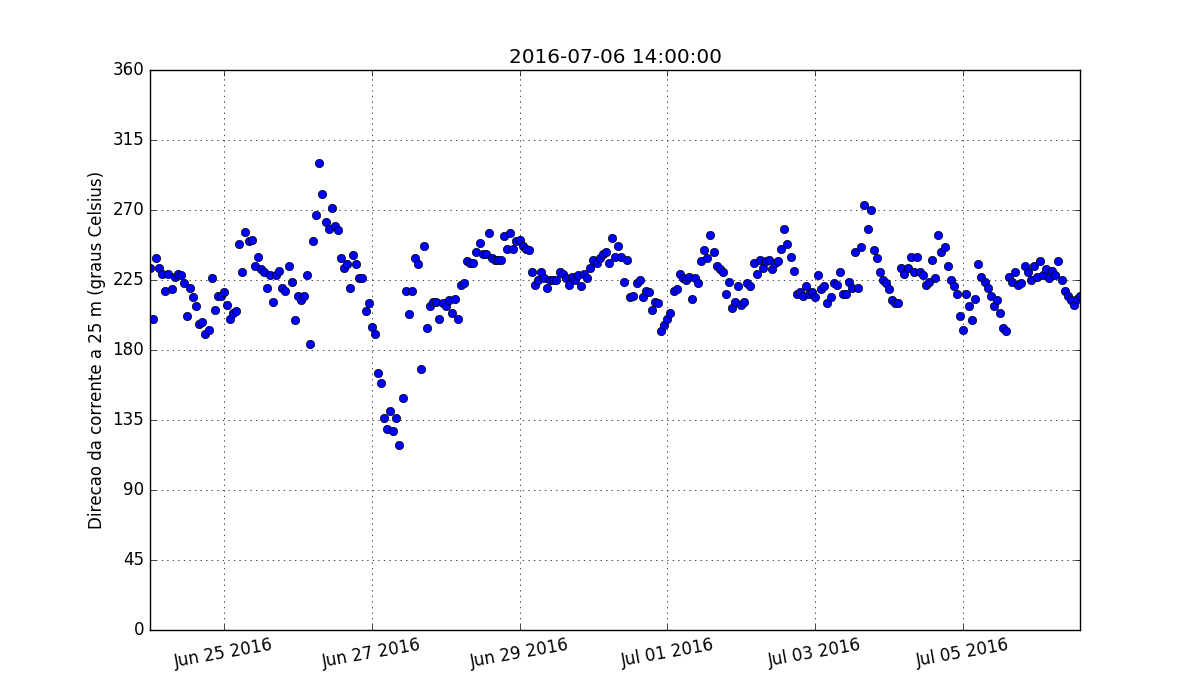 2016-07-06 14:00:00
360
315
270
225
180
135
90
45
0
Direcao da corrente a 25 m (graus Celsius)
Jun 25 2016
Jun 27 2016
Jun 29 2016
Jul 01 2016
Jul 03 2016
Jul 05 2016